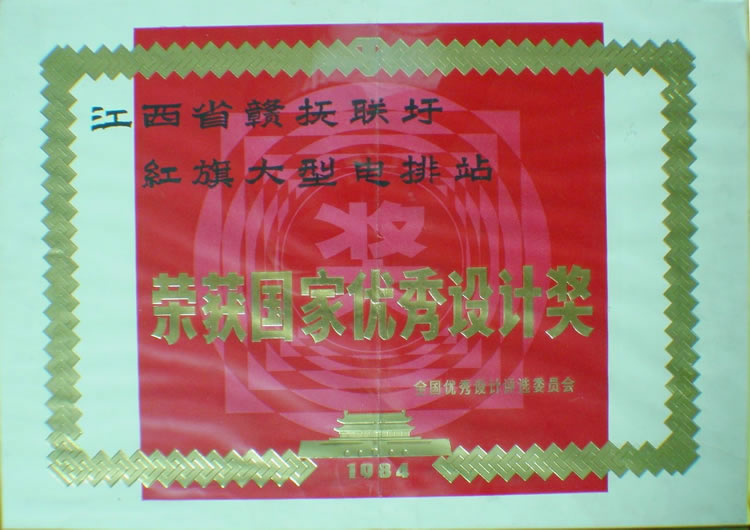 江西省赣抚联圩
紅旗大型电排站
奖
荣获国家优秀设计奖
全国优秀设计评选委员会
1984